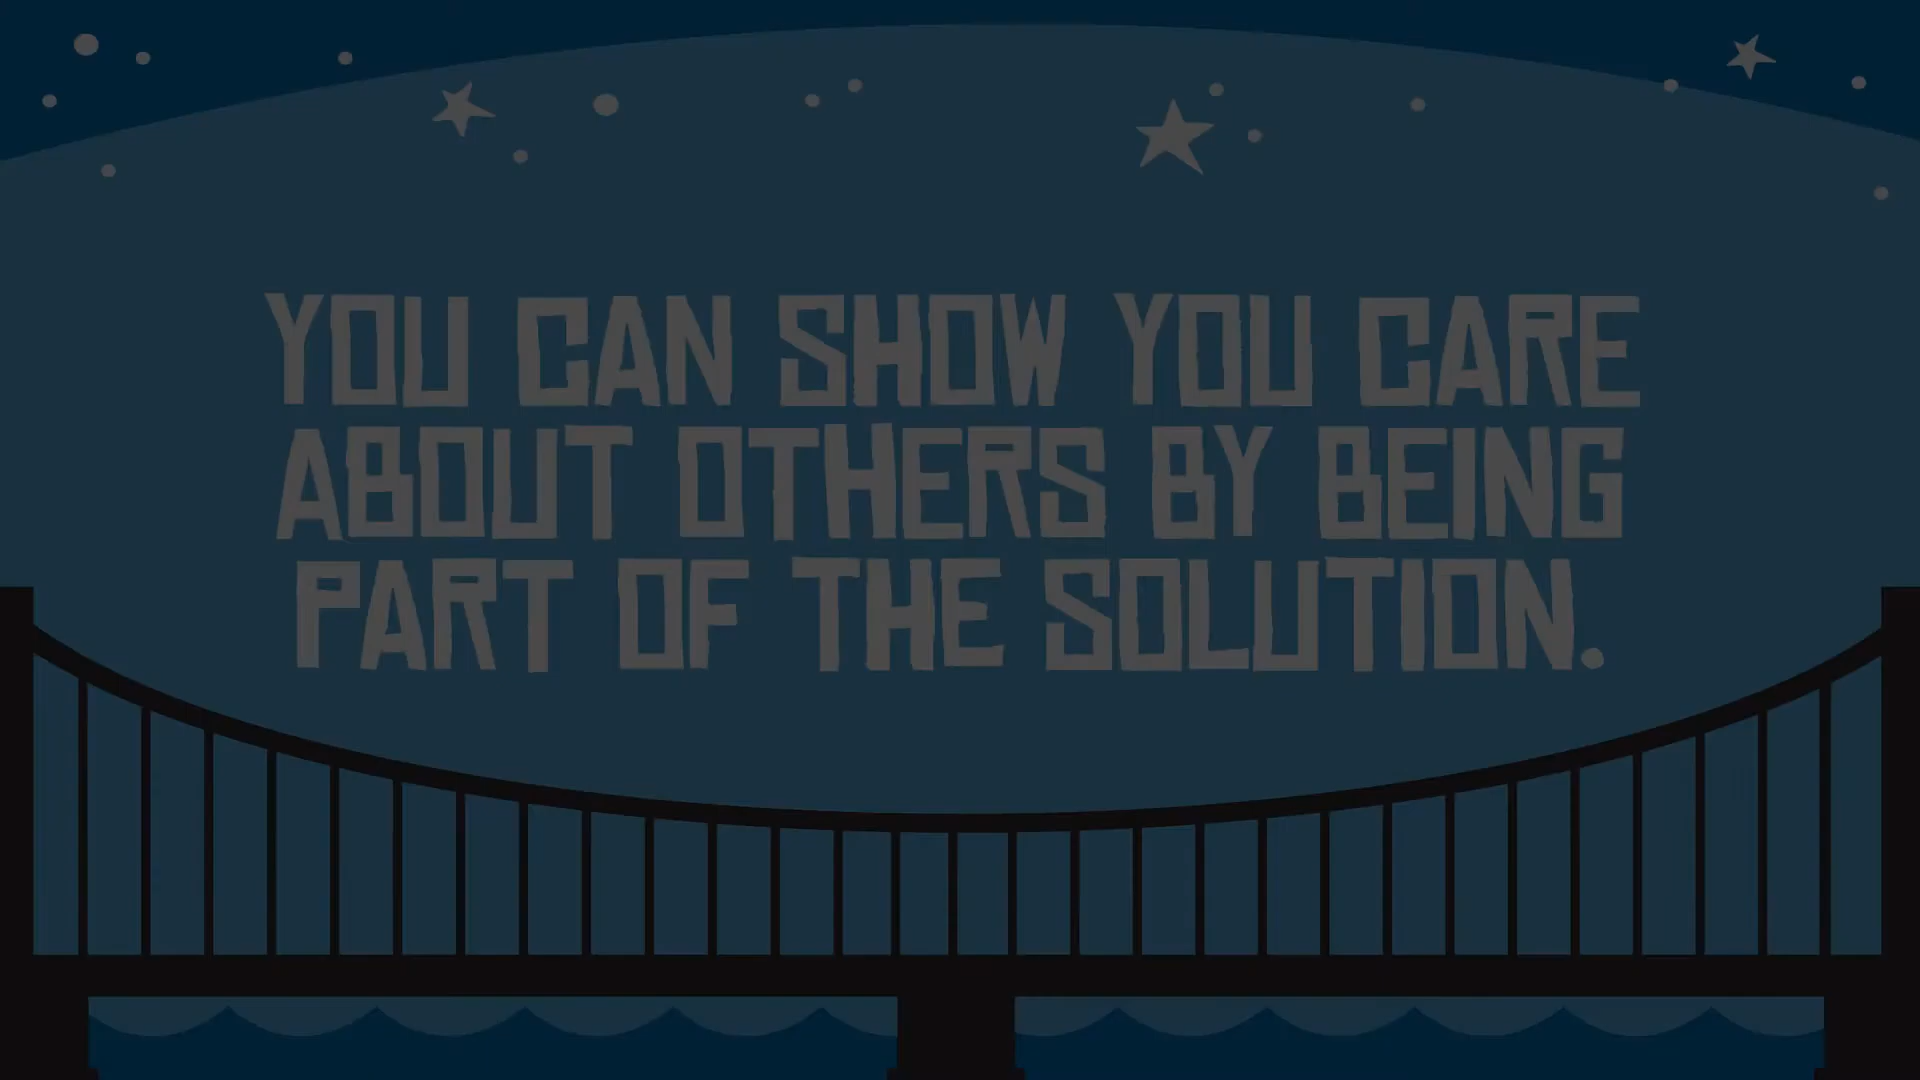 YOU CAN SHOW YOU CARE
ABOUT OTHERS BY BEING
PART OF THE SOLUTION.